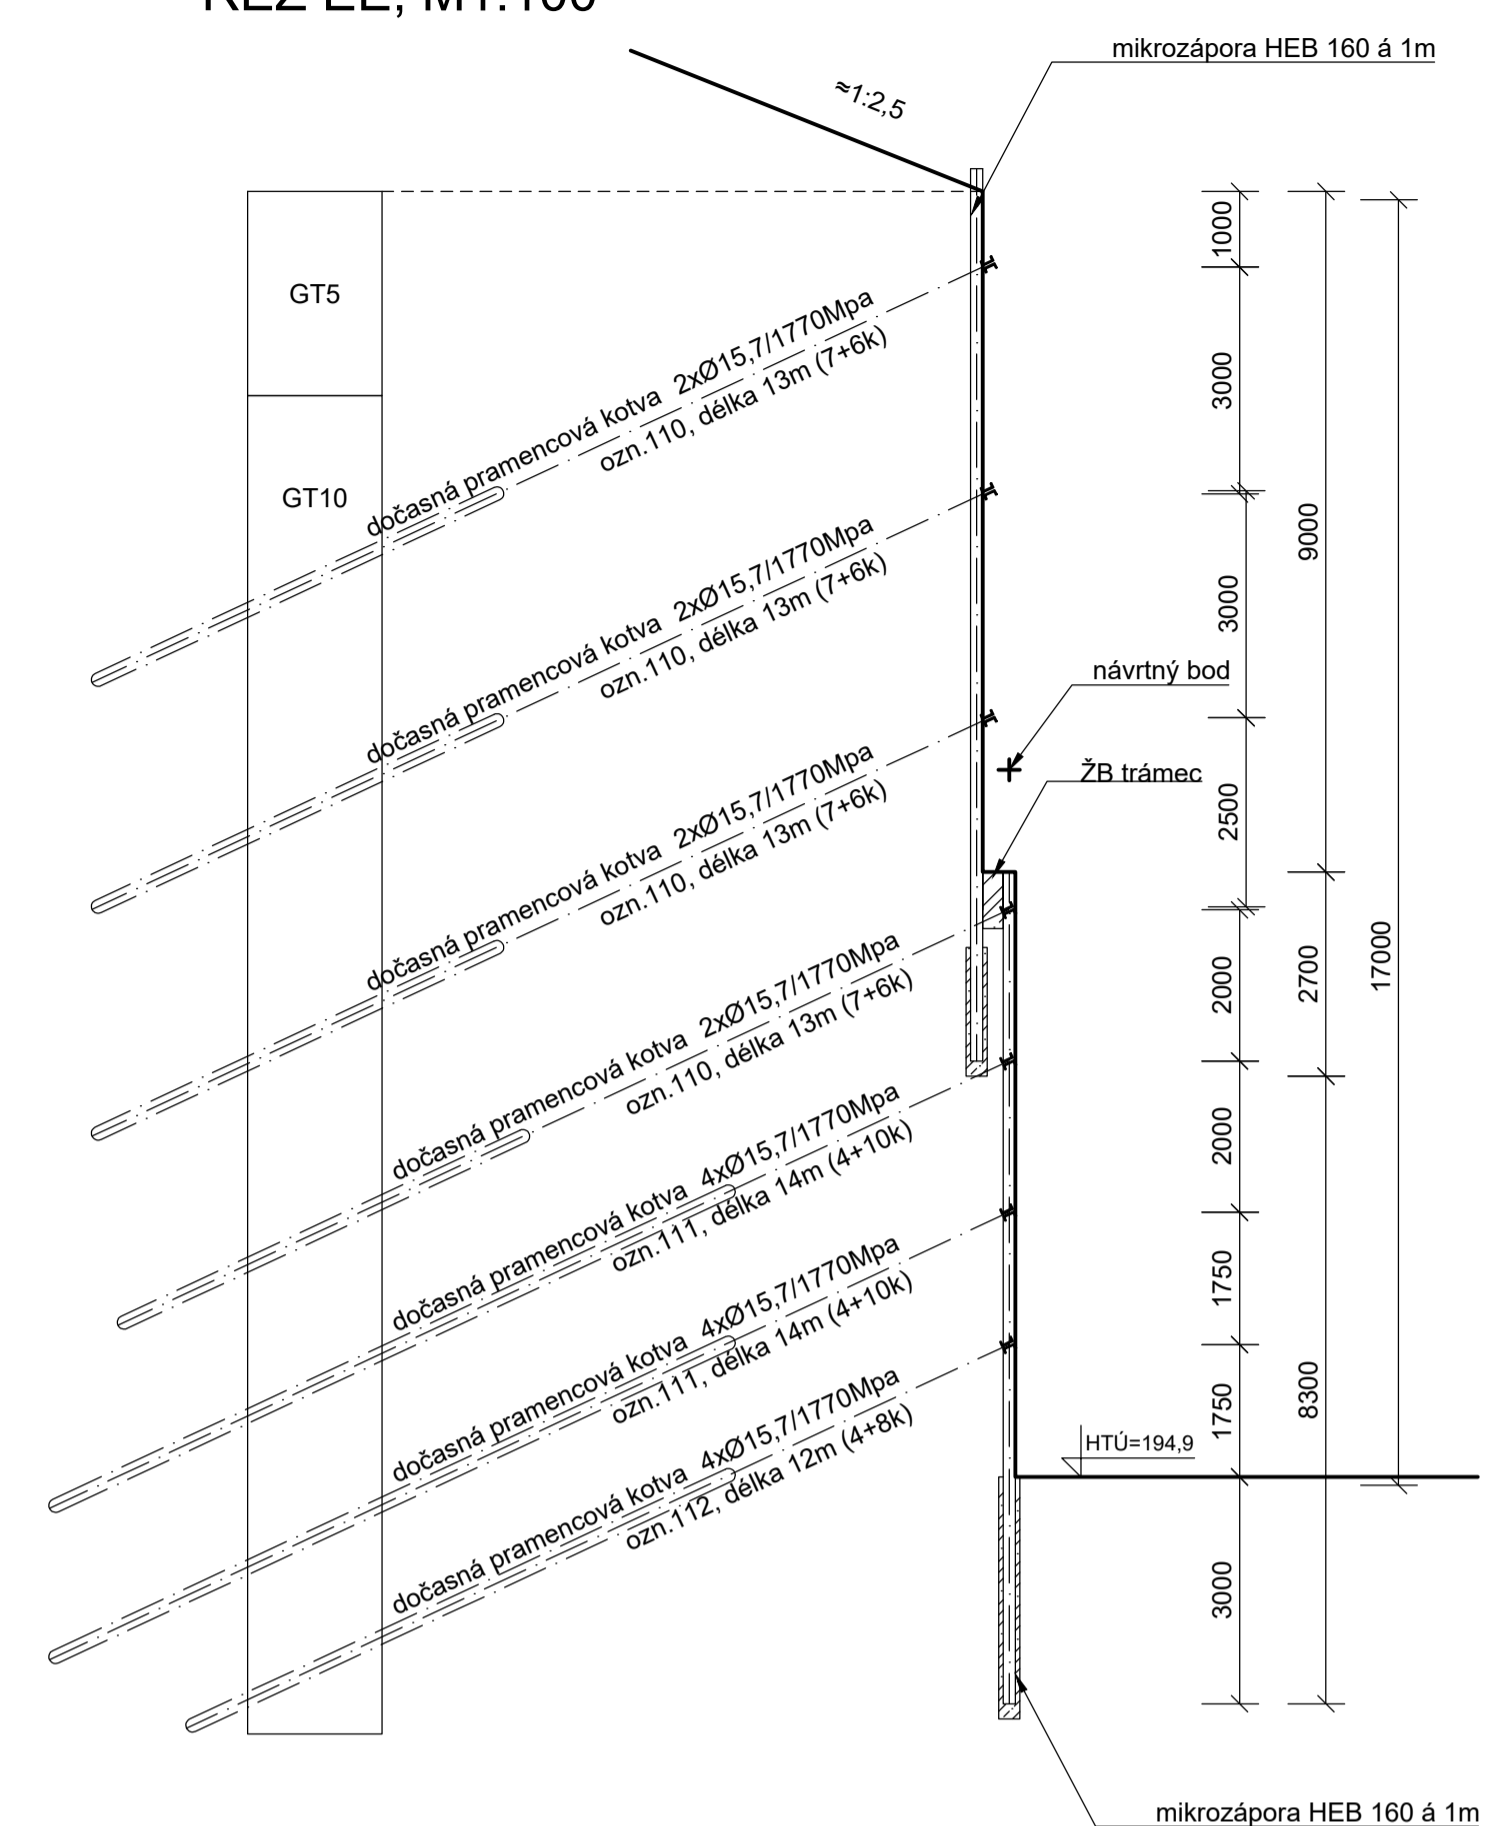 ŘEZ EE, M1:100
mikrozápora HEB 160 á 1m
≈1:2,5
GT5
GT10
dočasná pramencová kotva 2xØ15,7/1770Mpa
ozn.110, délka 13m (7+6k)
dočasná pramencová kotva 2xØ15,7/1770Mpa
ozn.110, délka 13m (7+6k)
dočasná pramencová kotva 2xØ15,7/1770Mpa
ozn.110, délka 13m (7+6k)
dočasná pramencová kotva 2xØ15,7/1770Mpa
ozn.110, délka 13m (7+6k)
dočasná pramencová kotva 4xØ15,7/1770Mpa
ozn.111, délka 14m (4+10k)
dočasná pramencová kotva 4xØ15,7/1770Mpa
ozn.111, délka 14m (4+10k)
dočasná pramencová kotva 4xØ15,7/1770Mpa
ozn.112, délka 12m (4+8k)
návrtný bod
ŽB trámec
HTÚ=194,9
1000
3000
3000
2500
2000
2000
1750
1750
3000
9000
2700
8300
17000
mikrozápora HEB 160 á 1m